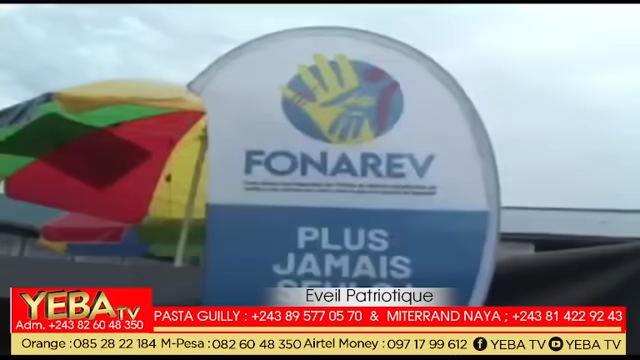 FONAREV
PLUS
JAMAIS
Eveil Patriotique
YEBA TV
PASTA GUILLY : +243 89 577 05 70 & MITERRAND NAYA ; +243 81 422 92 43
Adm. +243 82 60 48 350
Orange : 085 28 22 184 M-Pesa : 082 60 48 350 Airtel Money : 097 17 99 612 YEBA TV YEBA TV